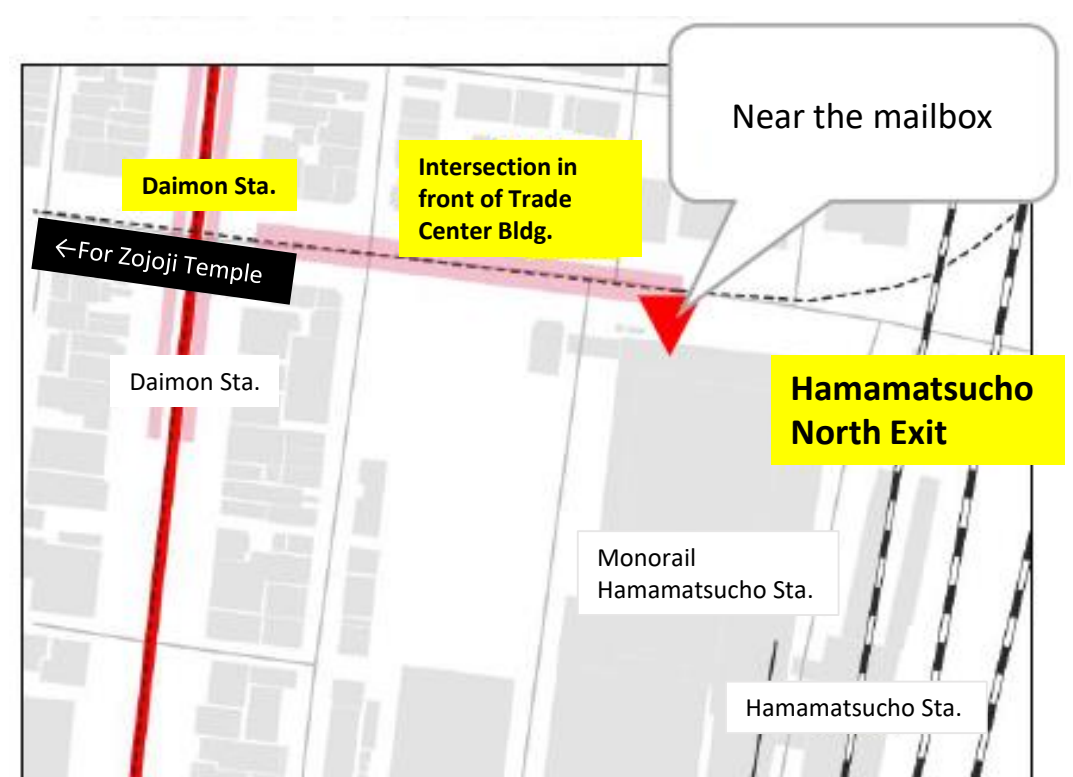 Near the mailbox
Intersection in
front of Trade
Center Bldg.
Daimon Sta.
←For Zojoji Temple
Daimon Sta.
Hamamatsucho
North Exit
Monorail
Hamamatsucho Sta.
Hamamatsucho Sta.